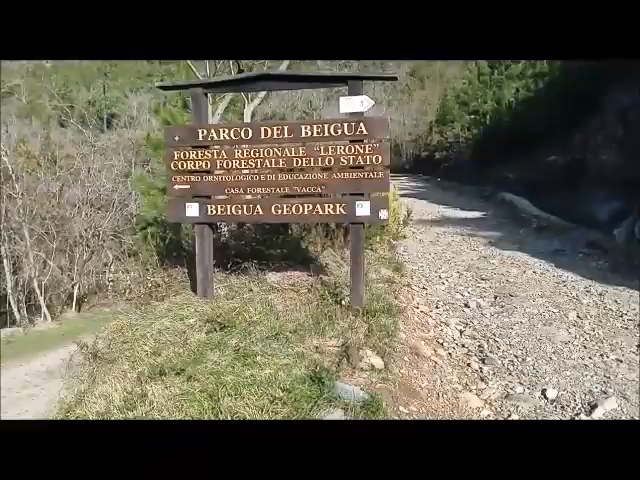 PARCO DEL BEIGUA
FORESTA REGIONALE "LERONE"
CORPO FORESTALE DELLO STATO
CENTRO ORNITOLOGICO E DI EDUCAZIONE AMBIENTALE
CASA FORESTALE "VACCA'"
BEIGUA GEOPARK